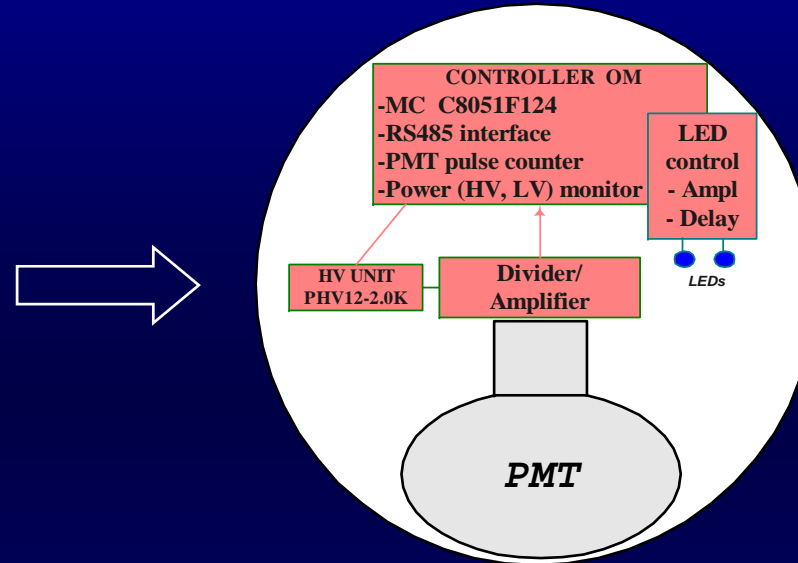 CONTROLLER OM
-MC C8051F124
-RS485 interface
-PMT pulse counter
-Power (HV, LV) monitor
LED
control
- Ampl
- Delay
LEDs
HV UNIT
PHV12-2.0K
Divider/
Amplifier
PMT